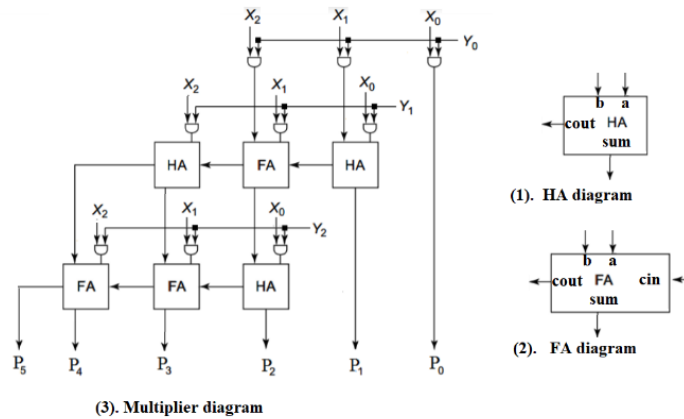 X₂ X₁ X₀
Y₀
X₂ X₁ X₀
Y₁
HA FA HA
X₂ X₁ X₀
Y₂
FA FA HA
P₅ P₄ P₃ P₂ P₁ P₀
(3). Multiplier diagram
b a
cout HA
sum
(1). HA diagram
b a
cout FA cin
sum
(2). FA diagram